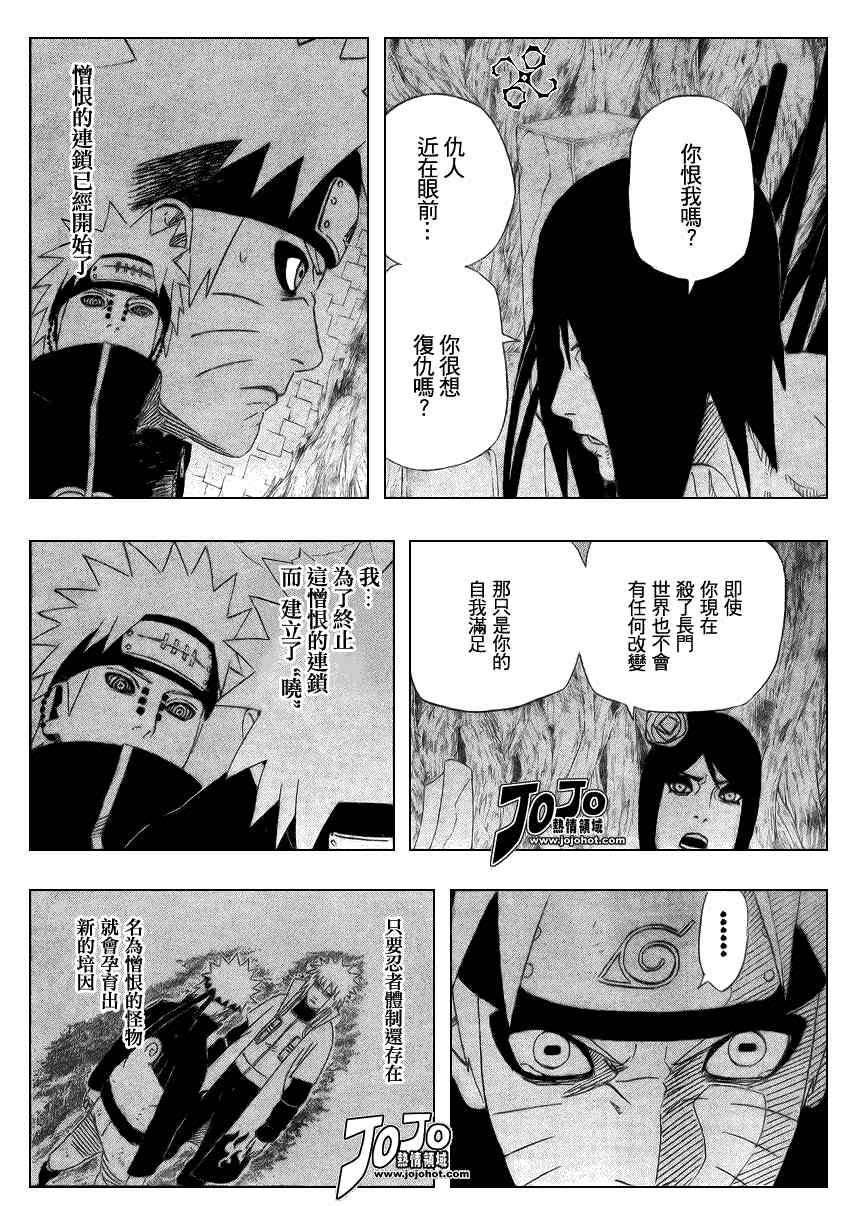 你恨我嗎?
仇人
近在眼前…
你很想
復仇嗎?
憎恨的連鎖已經開始了
即使
你現在
殺了長門
世界也不會
有任何改變
那只是你的
自我滿足
JOJO
熱情領域
www.jojohot.com
我…
為了終止
這憎恨的連鎖
而 建立了“曉”
……
只要忍者體制還存在
名為憎恨的怪物
就會孕育出
新的培因
JOJO
熱情領域
www.jojohot.com